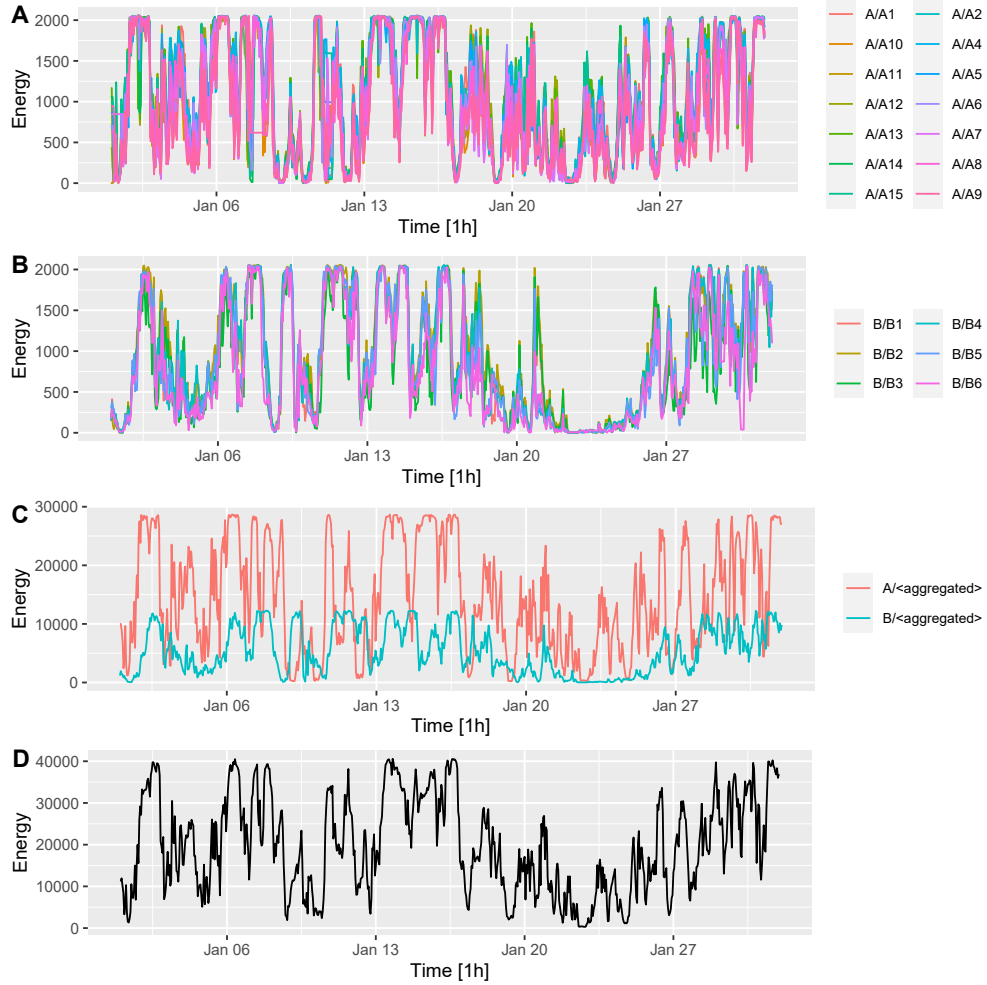 A
2000
1500
1000
500
0
Energy
Jan 06 Jan 13 Jan 20 Jan 27
Time [1h]
A/A1 A/A2
A/A10 A/A4
A/A11 A/A5
A/A12 A/A6
A/A13 A/A7
A/A14 A/A8
A/A15 A/A9
B
2000
1500
1000
500
0
Energy
Jan 06 Jan 13 Jan 20 Jan 27
Time [1h]
B/B1 B/B4
B/B2 B/B5
B/B3 B/B6
C
30000
20000
10000
0
Energy
Jan 06 Jan 13 Jan 20 Jan 27
Time [1h]
A/<aggregated>
B/<aggregated>
D
40000
30000
20000
10000
0
Energy
Jan 06 Jan 13 Jan 20 Jan 27
Time [1h]